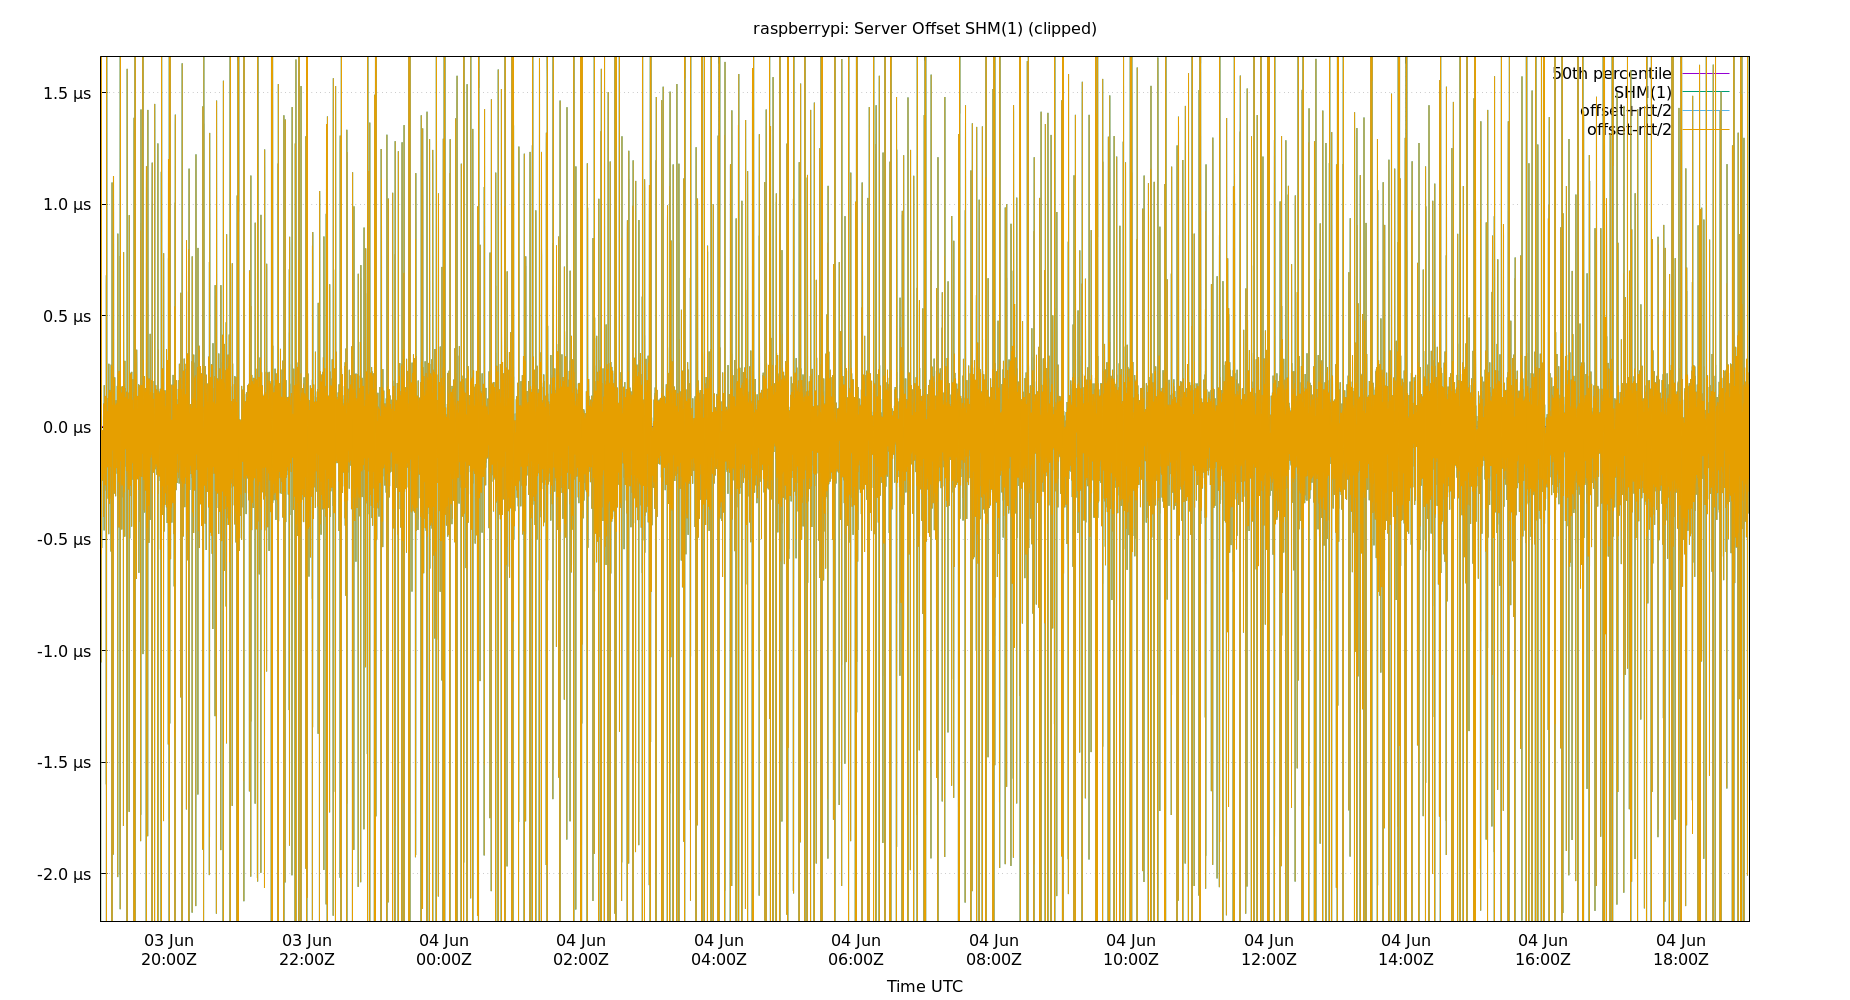 raspberrypi: Server Offset SHM(1) (clipped)
50th percentile
SHM(1)
offset+rtt/2
offset-rtt/2
1.5 µs
1.0 µs
0.5 µs
0.0 µs
-0.5 µs
-1.0 µs
-1.5 µs
-2.0 µs
03 Jun 03 Jun 04 Jun 04 Jun 04 Jun 04 Jun 04 Jun 04 Jun 04 Jun 04 Jun 04 Jun 04 Jun
20:00Z 22:00Z 00:00Z 02:00Z 04:00Z 06:00Z 08:00Z 10:00Z 12:00Z 14:00Z 16:00Z 18:00Z
Time UTC